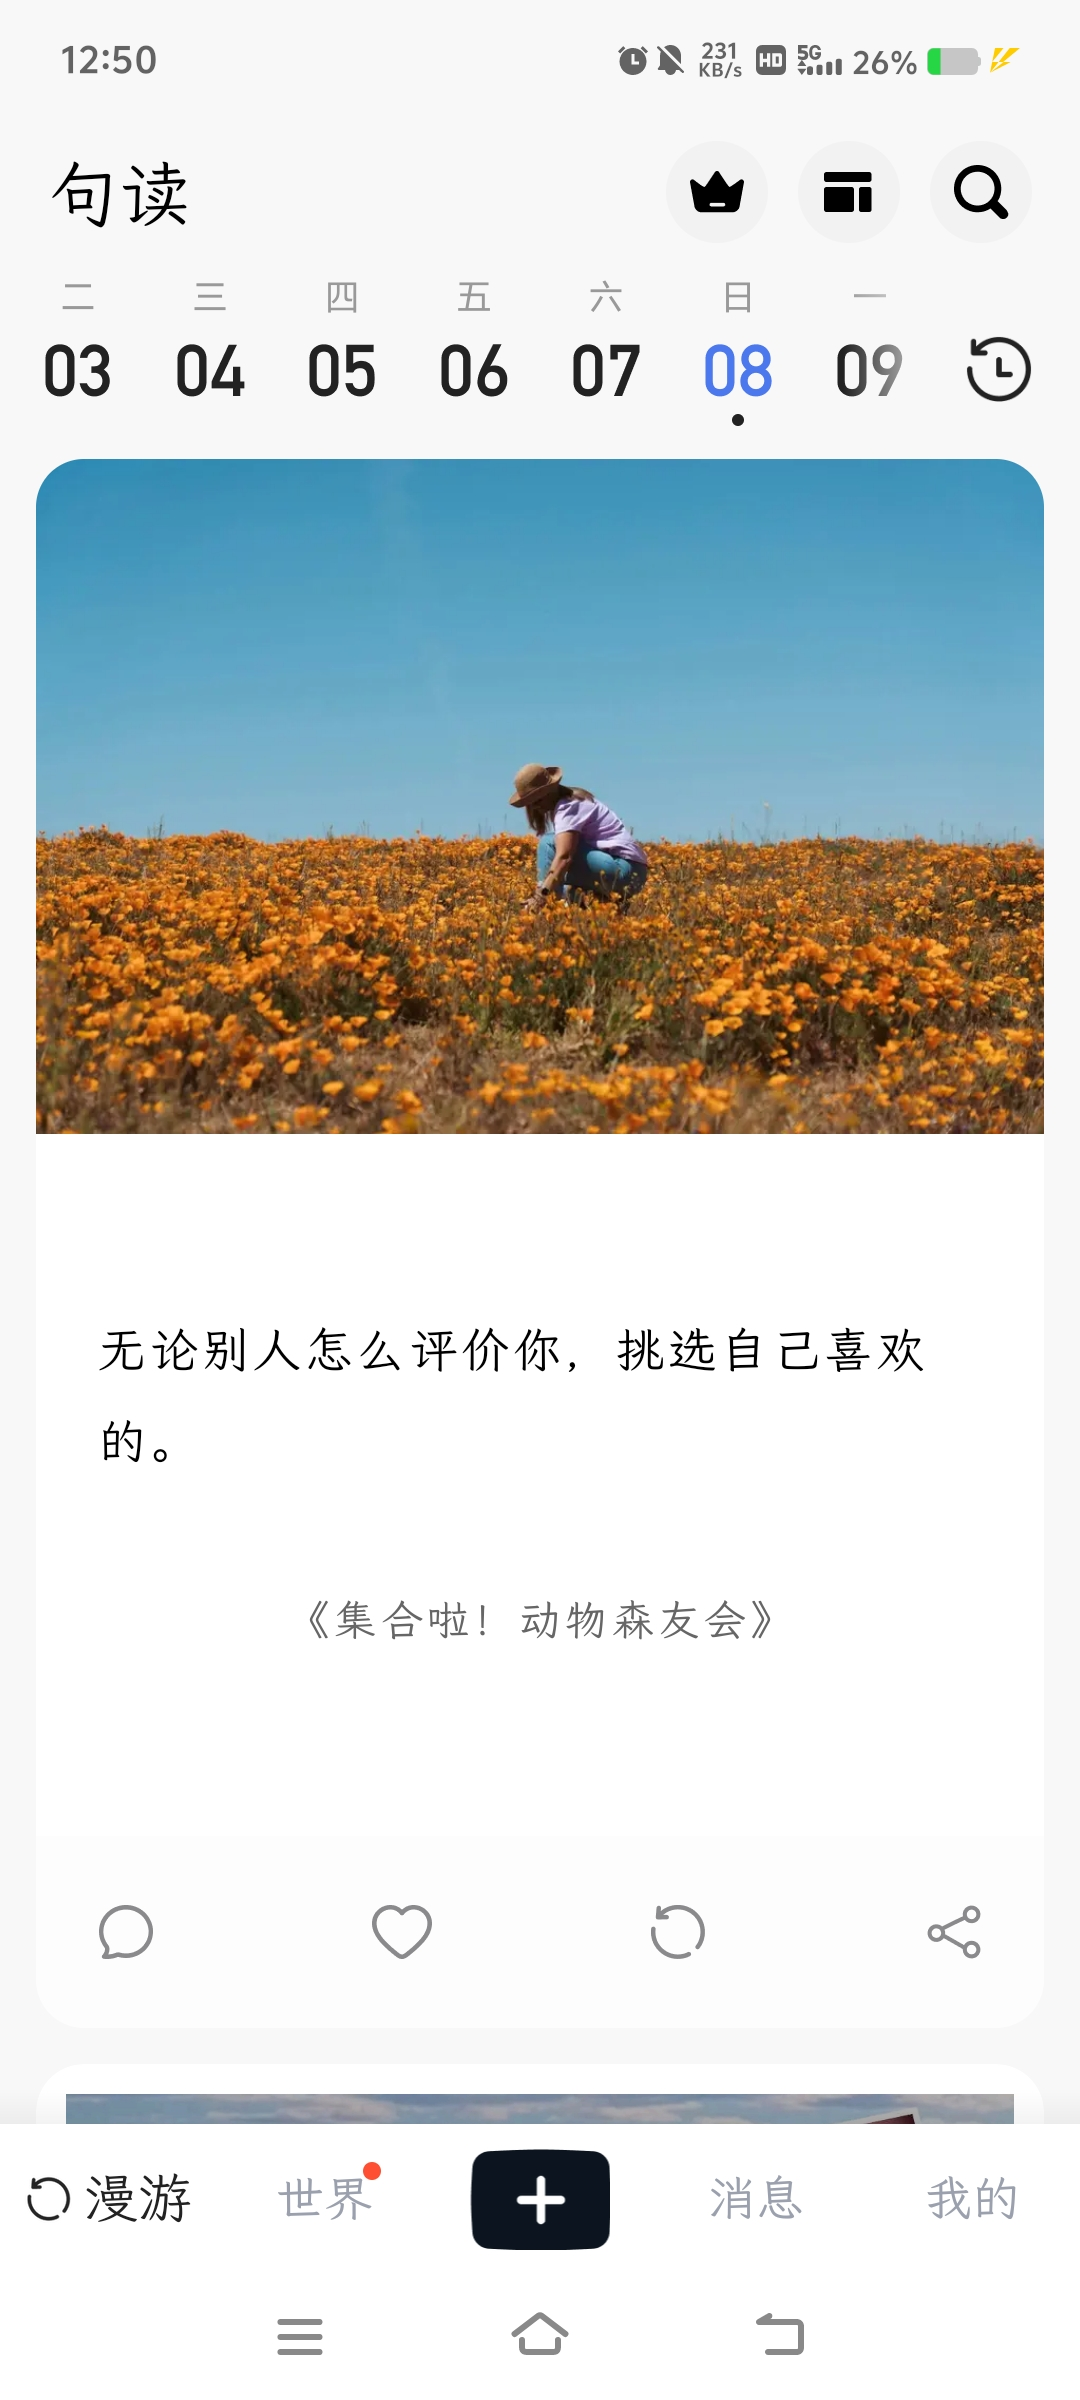 12:50
231 KB/s HD 5G 26%
句读
二 三 四 五 六 日 一
03 04 05 06 07 08 09
无论别人怎么评价你，挑选自己喜欢
的。
《集合啦！动物森友会》
漫游 世界 消息 我的